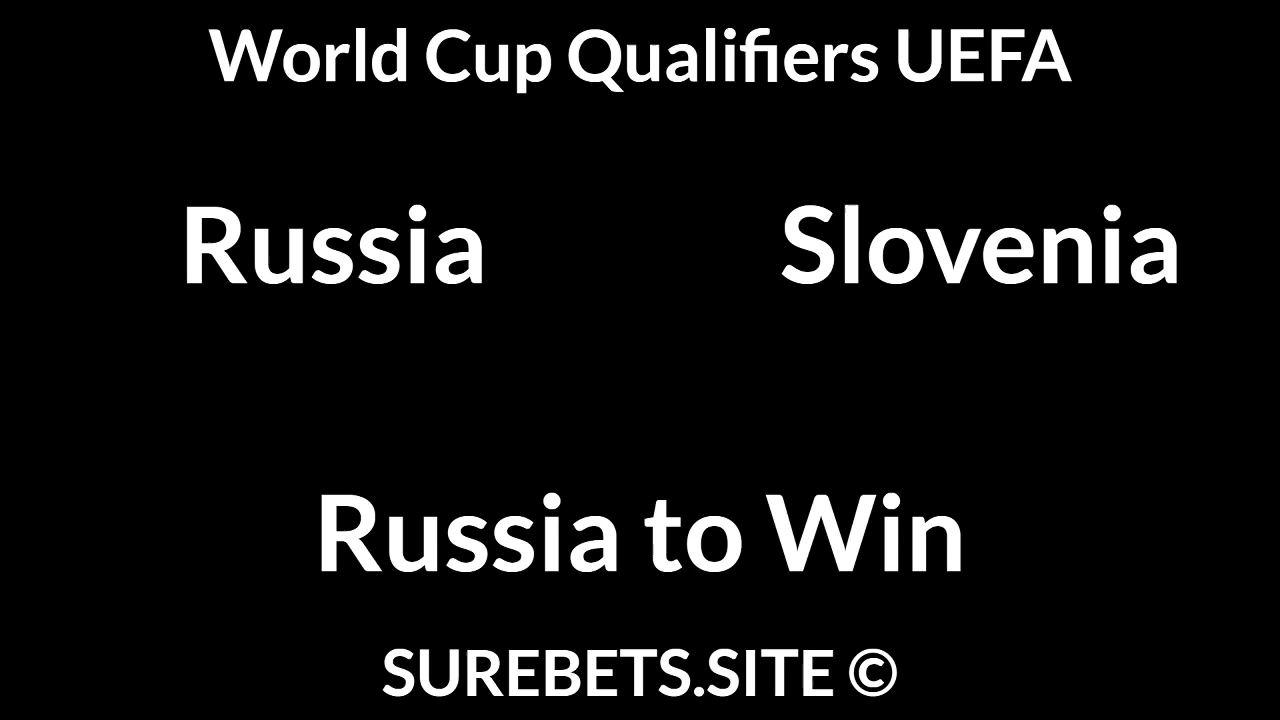 World Cup Qualifiers UEFA
Russia Slovenia
Russia to Win
SUREBETS.SITE ©